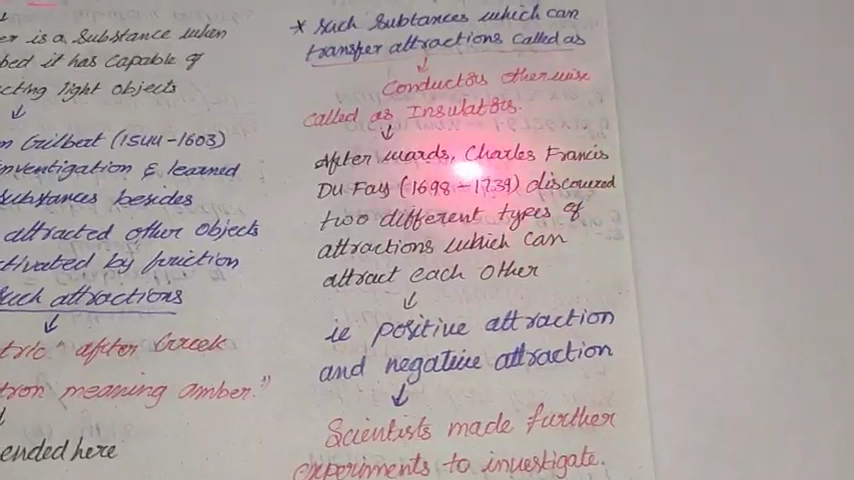 er is a substance when
bed it has capable of
cting light objects
m Gilbert (1544-1603)
inventigation & learned
substances besides
attracted other objects
ctivated by friction
such attractions
tric" after Greek
tron meaning amber."
ended here
* Such Substances which can
transfer attractions called as
Conductors otherwise
called as Insulators.
After wards, Charles Francis
Du Fay (1698-1739) discovered
two different types of
attractions which can
attract each other
ie positive attraction
and negative attraction
Scientists made further
experiments to investigate.